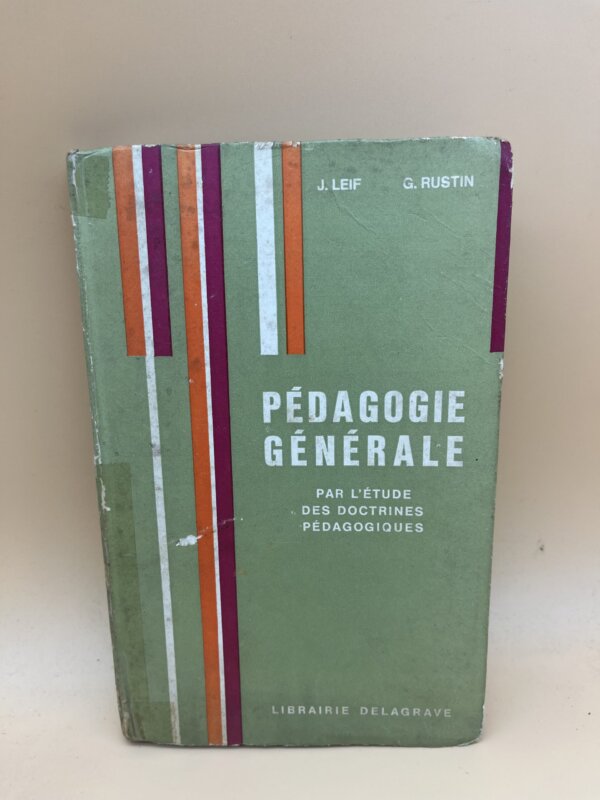 J. LEIF G. RUSTIN
PÉDAGOGIE
GÉNÉRALE
PAR L'ÉTUDE
DES DOCTRINES
PÉDAGOGIQUES
LIBRAIRIE DELAGRAVE